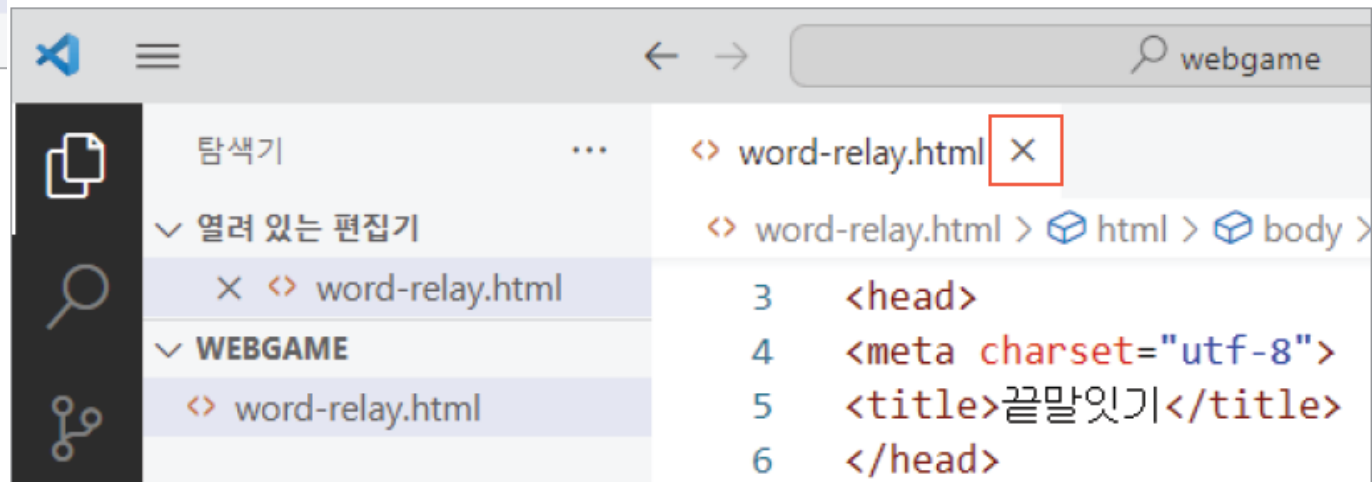 webgame
탐색기 ···
열려 있는 편집기
word-relay.html
WEBGAME
word-relay.html
word-relay.html
word-relay.html > html > body >
3 <head>
4 <meta charset="utf-8">
5 <title>끝말잇기</title>
6 </head>